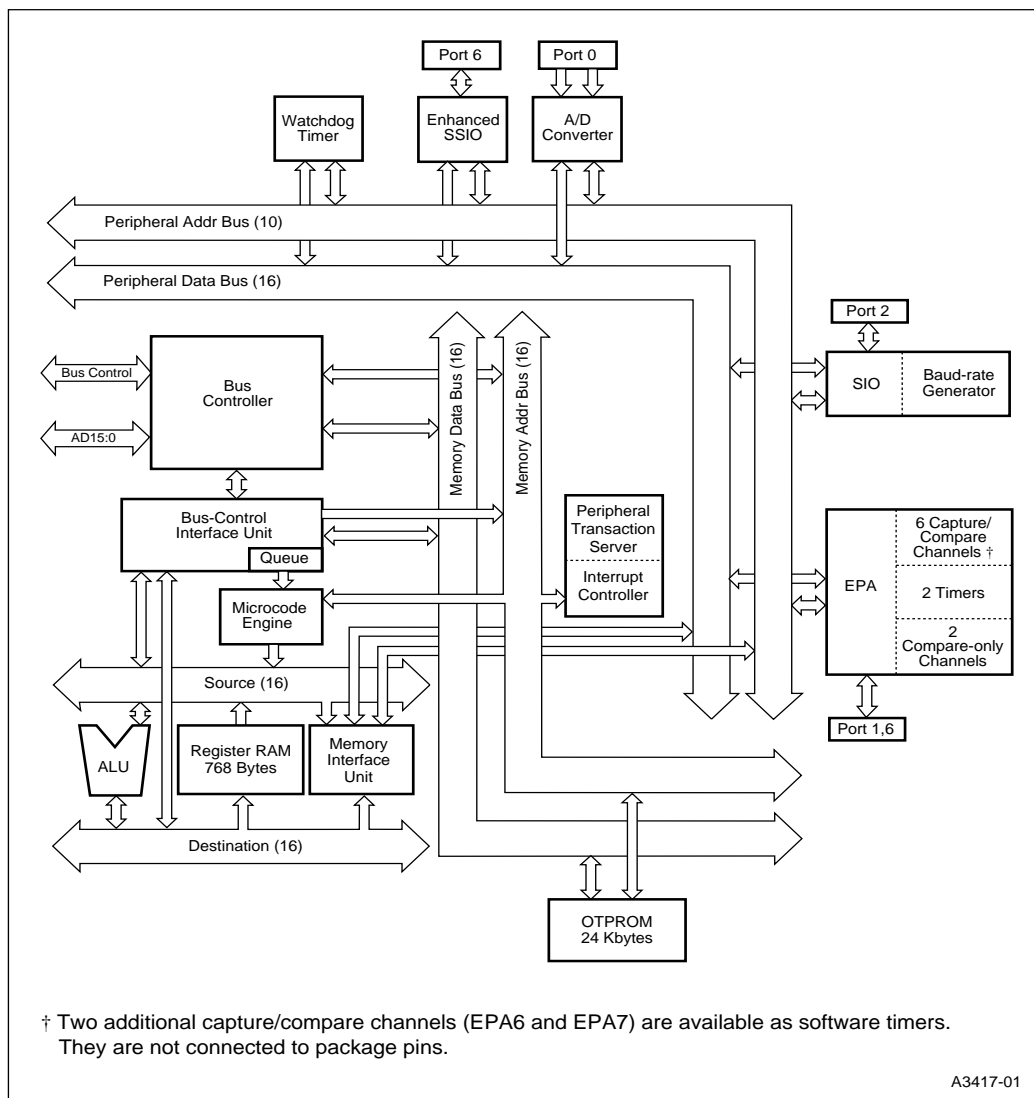 Port 6
Port 0
Watchdog
Timer
Enhanced
SSIO
A/D
Converter
Peripheral Addr Bus (10)
Peripheral Data Bus (16)
Port 2
Bus Control
Bus
Controller
Memory Data Bus (16)
Memory Addr Bus (16)
SIO
Baud-rate
Generator
AD15:0
Bus-Control
Interface Unit
Queue
Peripheral
Transaction
Server
Interrupt
Controller
6 Capture/
Compare
Channels †
EPA
2 Timers
2
Compare-only
Channels
Microcode
Engine
Source (16)
Port 1,6
ALU
Register RAM
768 Bytes
Memory
Interface
Unit
Destination (16)
OTPROM
24 Kbytes
† Two additional capture/compare channels (EPA6 and EPA7) are available as software timers.
They are not connected to package pins.
A3417-01